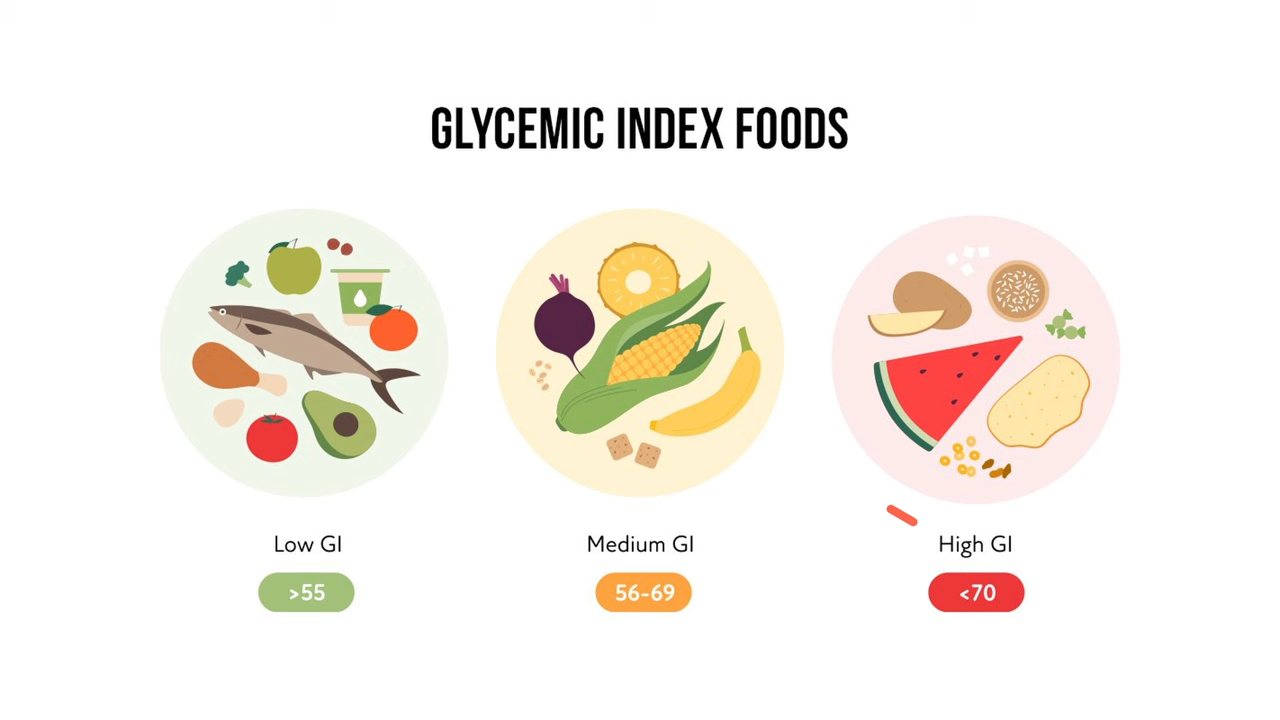 GLYCEMIC INDEX FOODS
Low GI
Medium GI
High GI
>55
56-69
<70